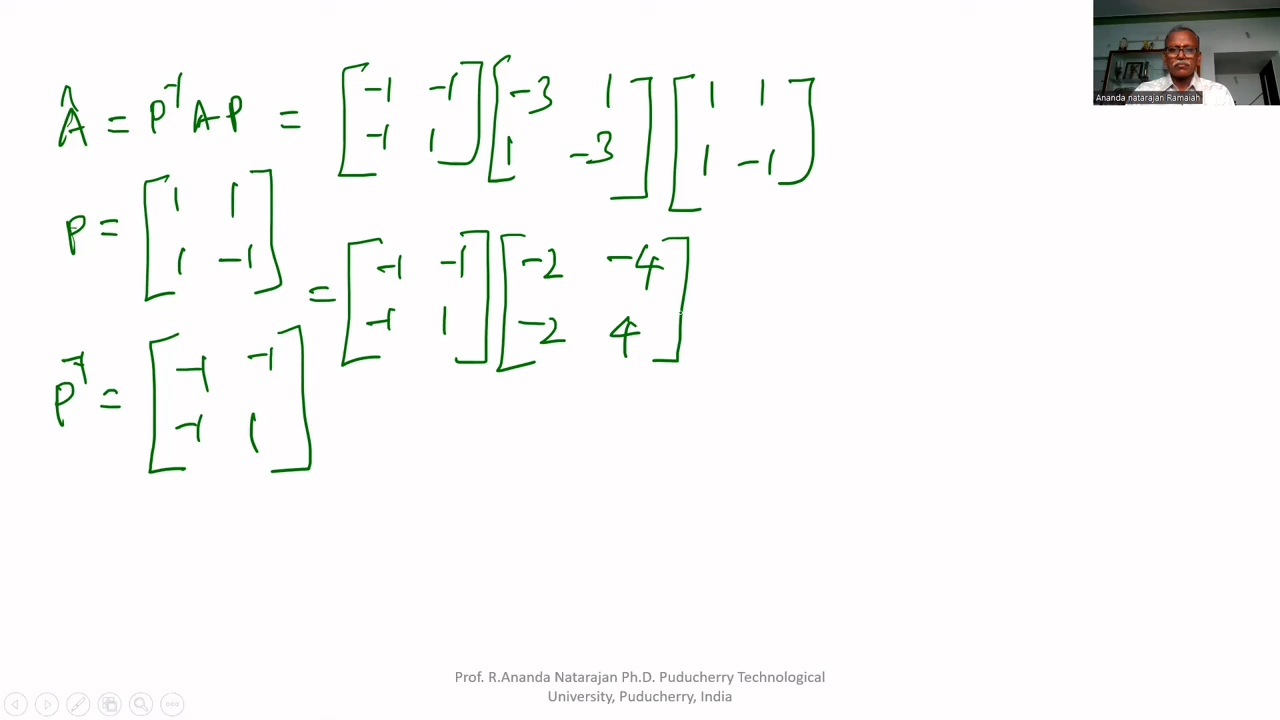 Ananda natarajan Ramaiah
Â = P⁻¹ A P = [-1 -1; -1 1] [-3 1; 1 -3] [1 1; 1 -1]
P = [1 1; 1 -1]
= [-1 -1; -1 1] [-2 -4; -2 4]
P⁻¹ = [-1 -1; -1 1]
Prof. R.Ananda Natarajan Ph.D. Puducherry Technological
University, Puducherry, India